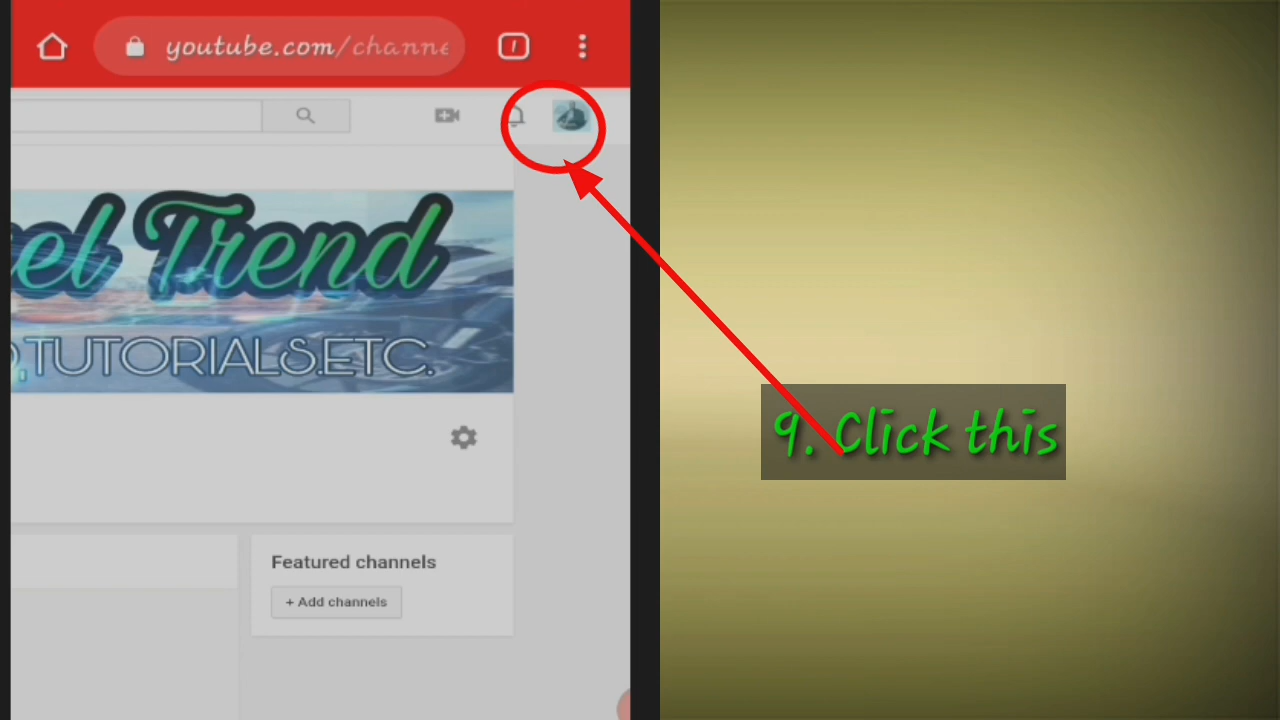 youtube.com/channe
el Trend
,TUTORIALS.ETC.
9. Click this
Featured channels
+ Add channels